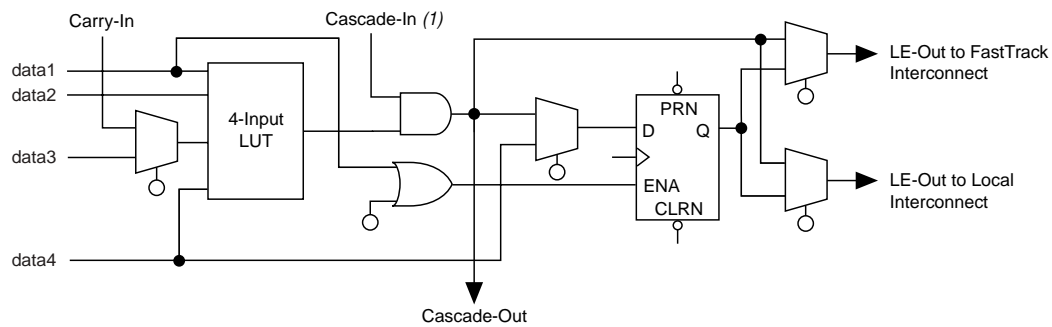 Carry-In
Cascade-In (1)
data1
data2
4-Input
LUT
data3
data4
PRN
D
Q
ENA
CLRN
LE-Out to FastTrack
Interconnect
LE-Out to Local
Interconnect
Cascade-Out